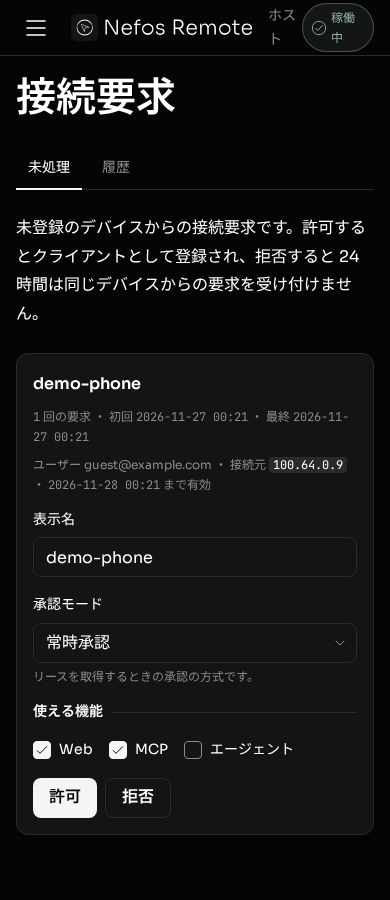 Nefos Remote
ホスト
稼働中
接続要求
未処理 履歴
未登録のデバイスからの接続要求です。許可する
とクライアントとして登録され、拒否すると 24
時間は同じデバイスからの要求を受け付けませ
ん。
demo-phone
1 回の要求 ・ 初回 2026-11-27 00:21 ・ 最終 2026-11-
27 00:21
ユーザー guest@example.com ・ 接続元 100.64.0.9
・ 2026-11-28 00:21 まで有効
表示名
demo-phone
承認モード
常時承認
リースを取得するときの承認の方式です。
使える機能
Web MCP エージェント
許可 拒否